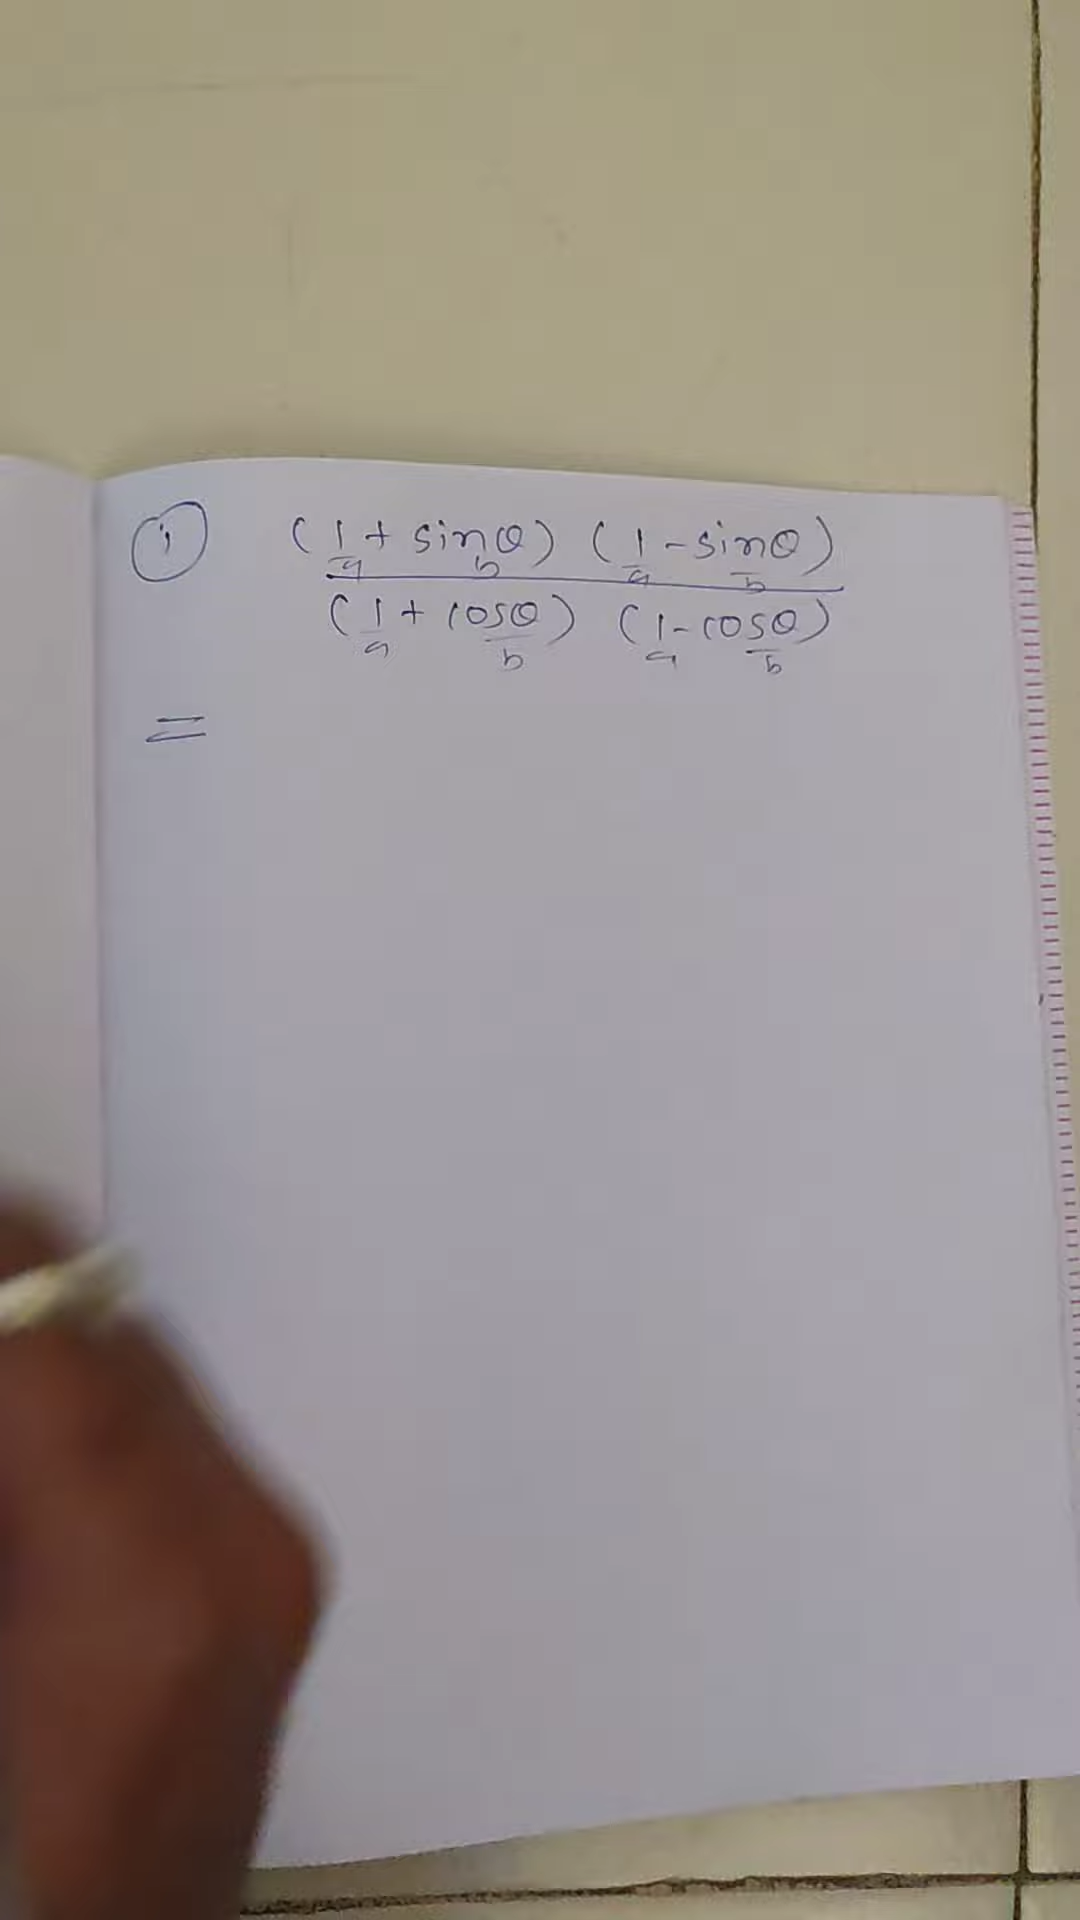 (i) (1 + sinθ) (1 - sinθ)
a b a b
(1 + cosθ) (1 - cosθ)
a b a b
=